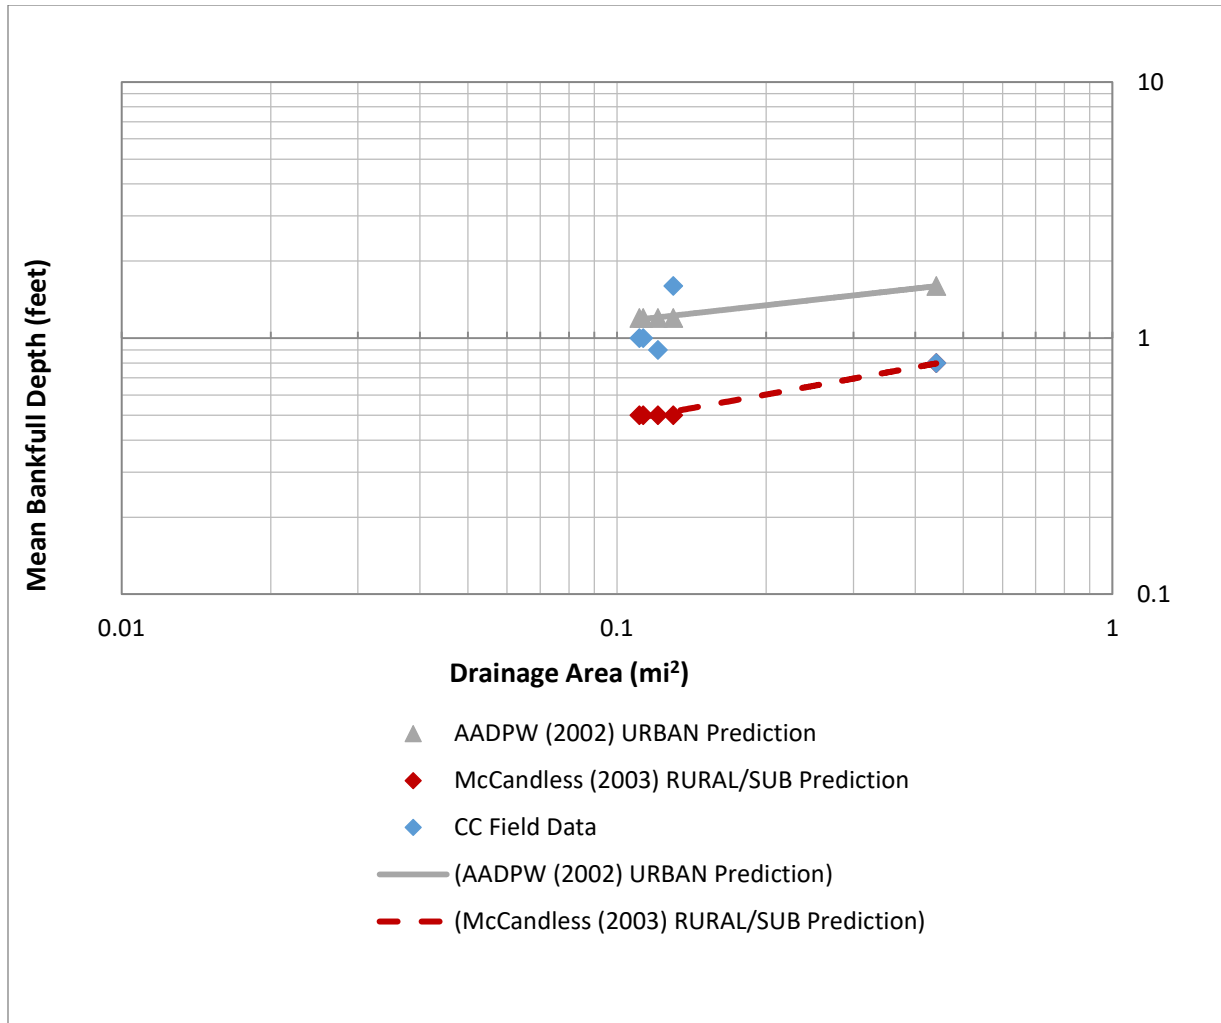 10
1
0.1
Mean Bankfull Depth (feet)
0.01
0.1
1
Drainage Area (mi²)
AADPW (2002) URBAN Prediction
McCandless (2003) RURAL/SUB Prediction
CC Field Data
(AADPW (2002) URBAN Prediction)
(McCandless (2003) RURAL/SUB Prediction)